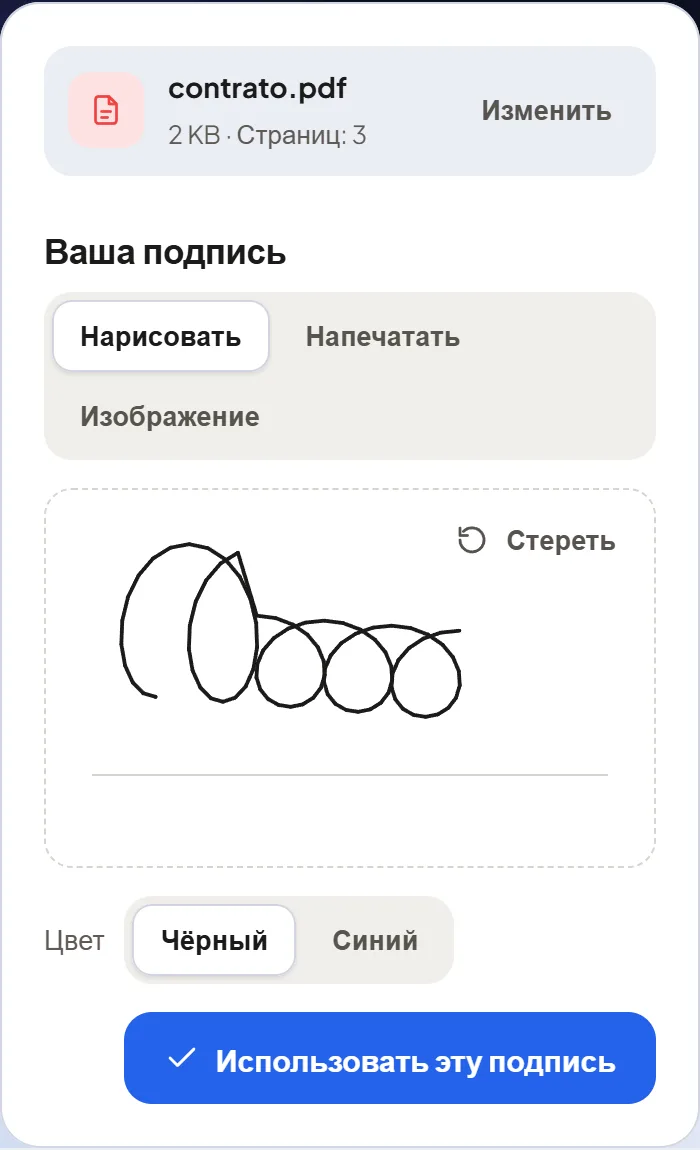 contrato.pdf
2 KB · Страниц: 3
Изменить
Ваша подпись
Нарисовать
Напечатать
Изображение
Стереть
Цвет
Чёрный
Синий
Использовать эту подпись